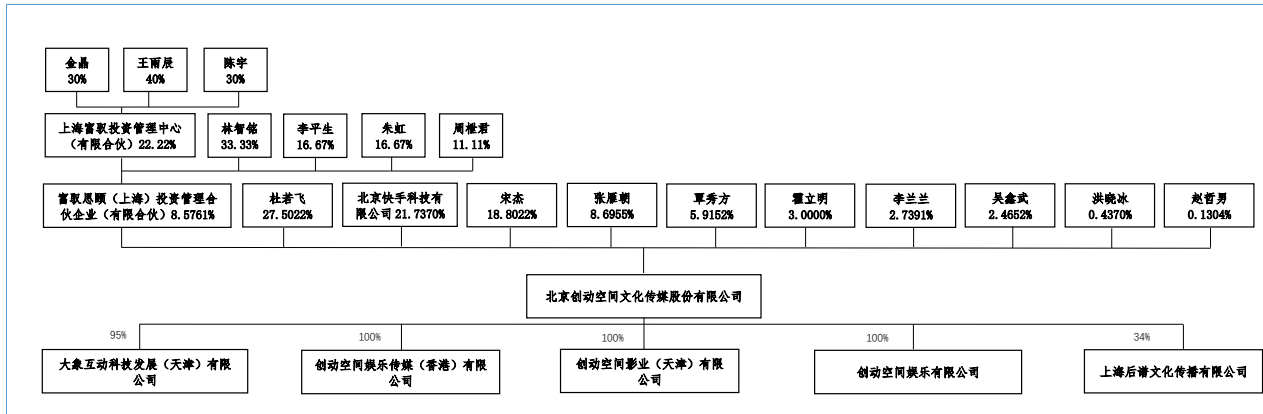 金晶
30%
王雨辰
40%
陈宇
30%
上海富驭投资管理中心
（有限合伙）22.22%
林智铭
33.33%
李平生
16.67%
朱虹
16.67%
周桎君
11.11%
富驭恩顾（上海）投资管理合
伙企业（有限合伙）8.5761%
杜若飞
27.5022%
北京快手科技有
限公司 21.7370%
宋杰
18.8022%
张雁朝
8.6955%
覃秀方
5.9152%
霍立明
3.0000%
李兰兰
2.7391%
吴鑫武
2.4652%
洪晓冰
0.4370%
赵哲男
0.1304%
北京创动空间文化传媒股份有限公司
95%
100%
100%
100%
34%
大象互动科技发展（天津）有限
公司
创动空间娱乐传媒（香港）有限
公司
创动空间影业（天津）有限
公司
创动空间娱乐有限公司
上海后谱文化传播有限公司